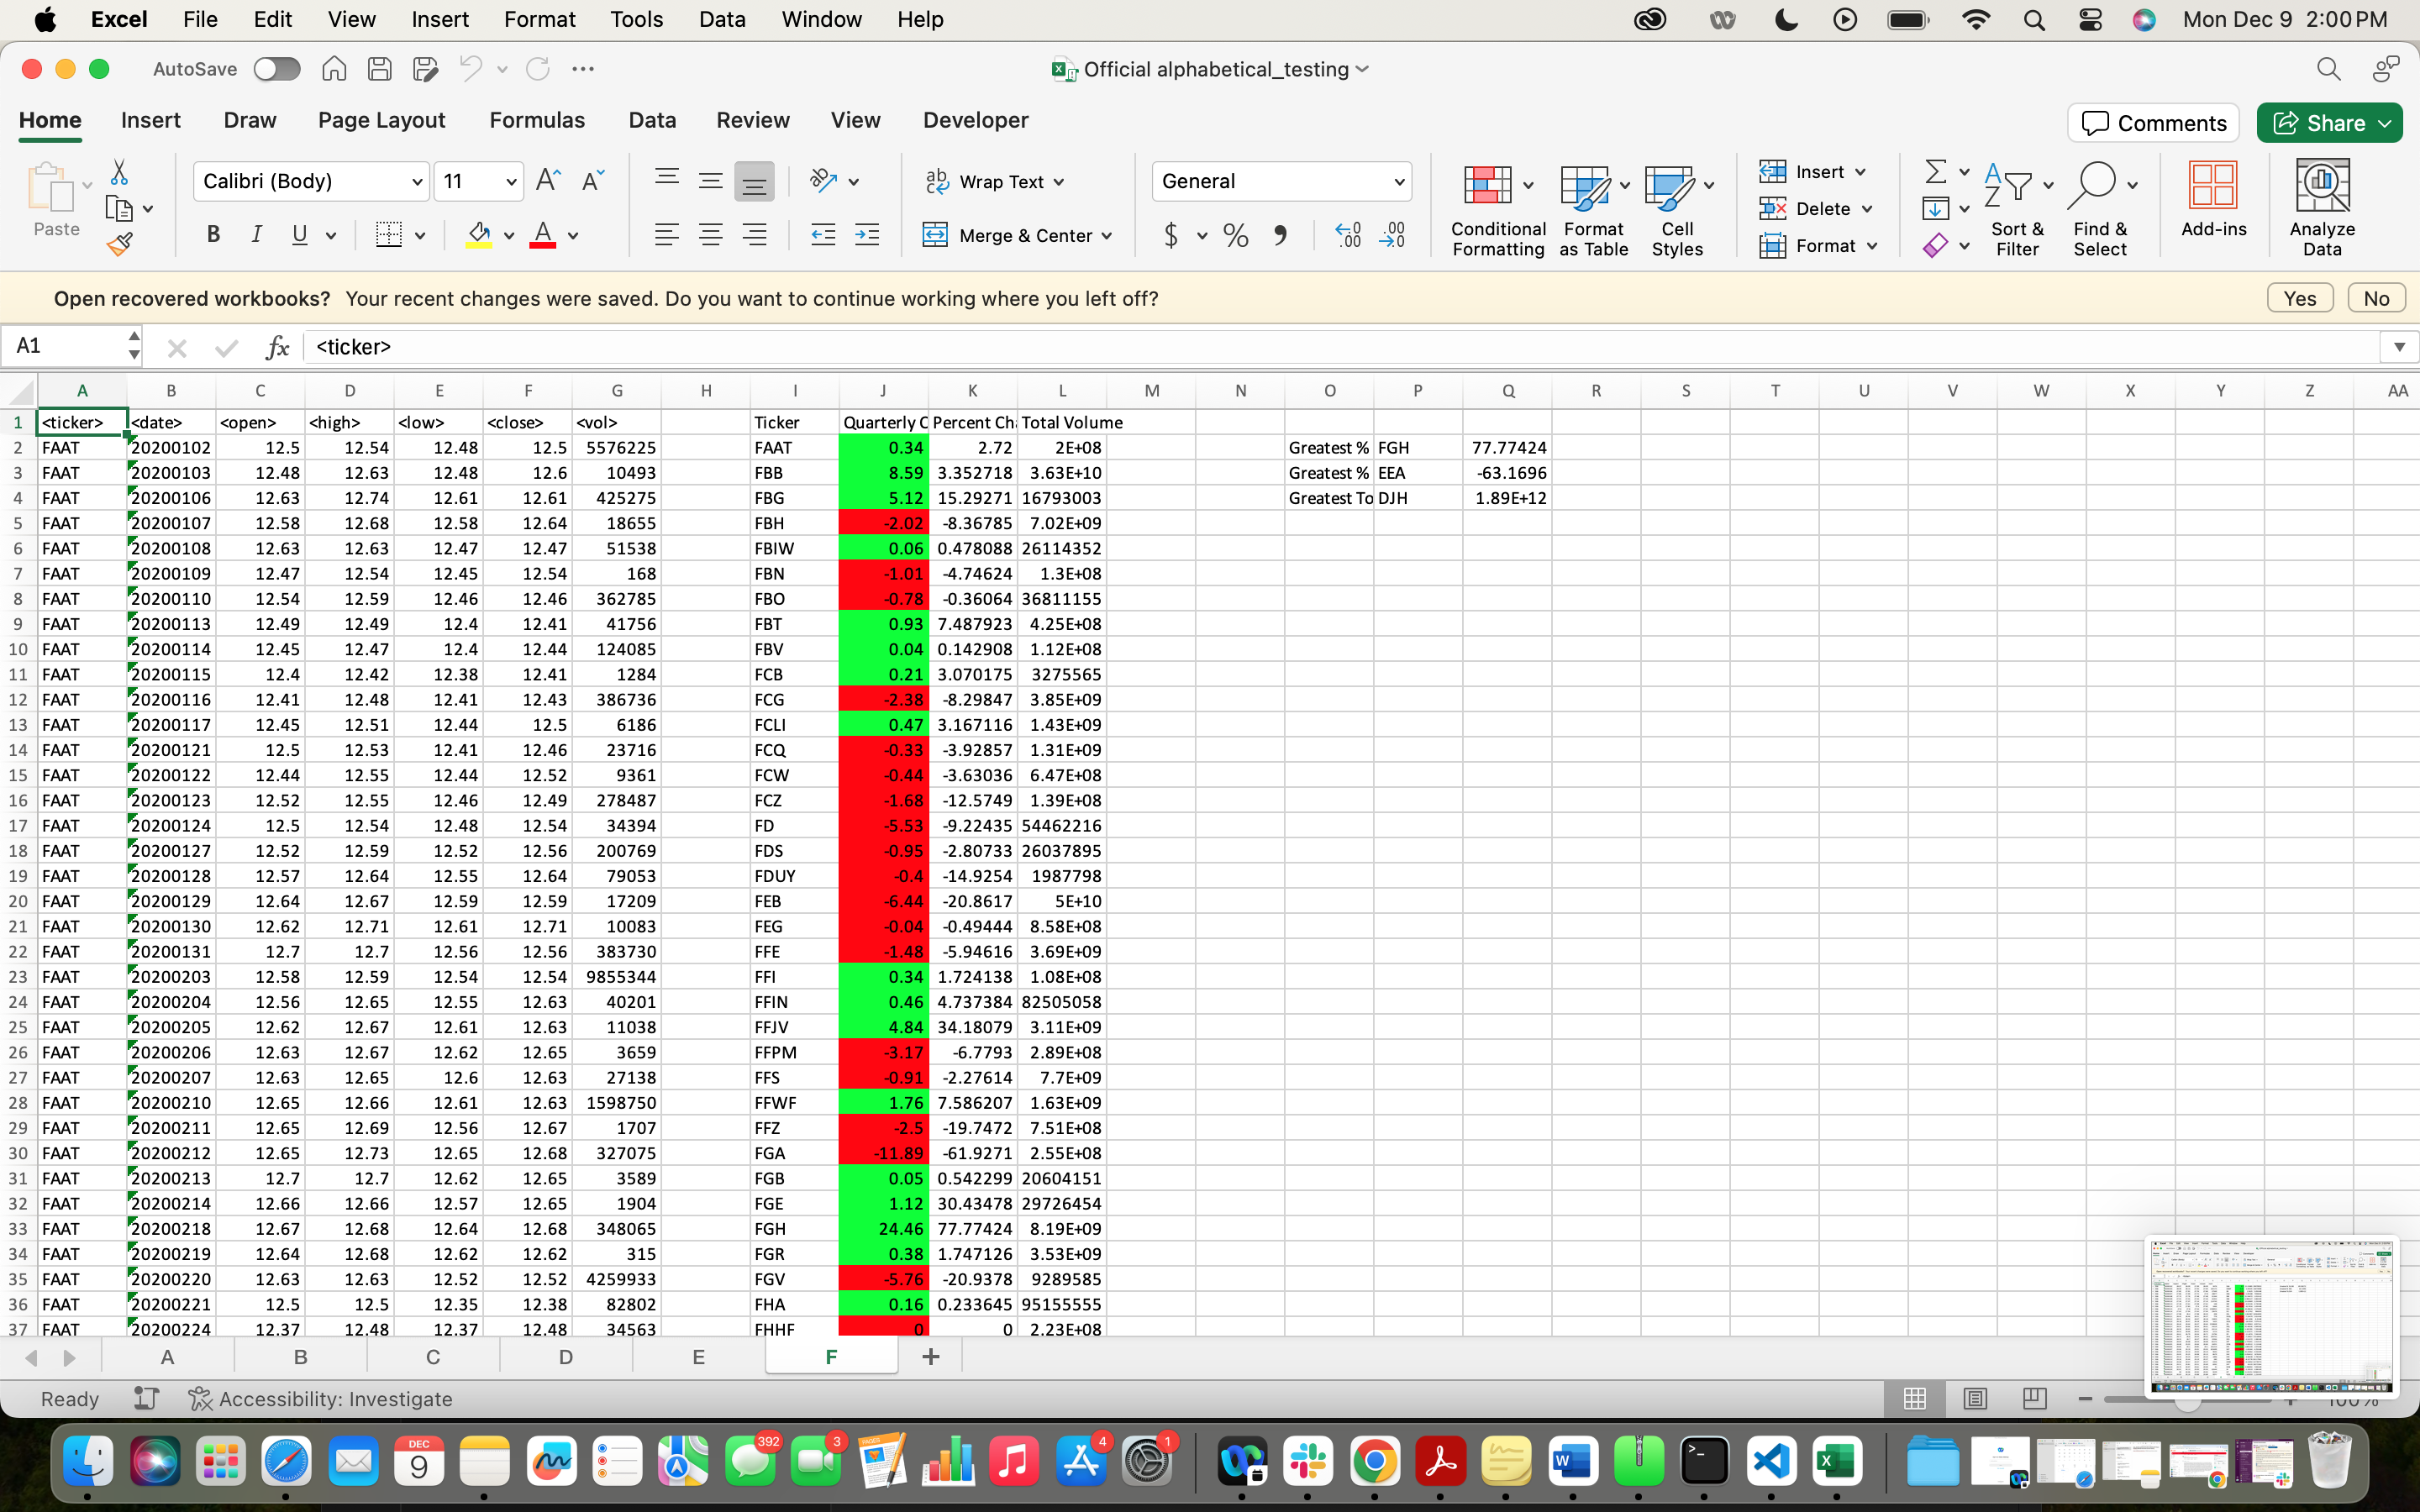 Excel File Edit View Insert Format Tools Data Window Help Mon Dec 9 2:00 PM
AutoSave Official alphabetical_testing
Home Insert Draw Page Layout Formulas Data Review View Developer Comments Share
Paste Calibri (Body) 11 Wrap Text General Insert
Delete
B I U Merge & Center $ % Conditional Formatting Format as Table Cell Styles Format Sort & Filter Find & Select Add-ins Analyze Data
Open recovered workbooks? Your recent changes were saved. Do you want to continue working where you left off? Yes No
A1 fx <ticker>
A B C D E F G H I J K L M N O P Q R S T U V W X Y Z AA
1 <ticker> <date> <open> <high> <low> <close> <vol> Ticker Quarterly C Percent Ch Total Volume
2 FAAT 20200102 12.5 12.54 12.48 12.5 5576225 FAAT 0.34 2.72 2E+08 Greatest % FGH 77.77424
3 FAAT 20200103 12.48 12.63 12.48 12.6 10493 FBB 8.59 3.352718 3.63E+10 Greatest % EEA -63.1696
4 FAAT 20200106 12.63 12.74 12.61 12.61 425275 FBG 5.12 15.29271 16793003 Greatest To DJH 1.89E+12
5 FAAT 20200107 12.58 12.68 12.58 12.64 18655 FBH -2.02 -8.36785 7.02E+09
6 FAAT 20200108 12.63 12.63 12.47 12.47 51538 FBIW 0.06 0.478088 26114352
7 FAAT 20200109 12.47 12.54 12.45 12.54 168 FBN -1.01 -4.74624 1.3E+08
8 FAAT 20200110 12.54 12.59 12.46 12.46 362785 FBO -0.78 -0.36064 36811155
9 FAAT 20200113 12.49 12.49 12.4 12.41 41756 FBT 0.93 7.487923 4.25E+08
10 FAAT 20200114 12.45 12.47 12.4 12.44 124085 FBV 0.04 0.142908 1.12E+08
11 FAAT 20200115 12.4 12.42 12.38 12.41 1284 FCB 0.21 3.070175 3275565
12 FAAT 20200116 12.41 12.48 12.41 12.43 386736 FCG -2.38 -8.29847 3.85E+09
13 FAAT 20200117 12.45 12.51 12.44 12.5 6186 FCLI 0.47 3.167116 1.43E+09
14 FAAT 20200121 12.5 12.53 12.41 12.46 23716 FCQ -0.33 -3.92857 1.31E+09
15 FAAT 20200122 12.44 12.55 12.44 12.52 9361 FCW -0.44 -3.63036 6.47E+08
16 FAAT 20200123 12.52 12.55 12.46 12.49 278487 FCZ -1.68 -12.5749 1.39E+08
17 FAAT 20200124 12.5 12.54 12.48 12.54 34394 FD -5.53 -9.22435 54462216
18 FAAT 20200127 12.52 12.59 12.52 12.56 200769 FDS -0.95 -2.80733 26037895
19 FAAT 20200128 12.57 12.64 12.55 12.64 79053 FDUY -0.4 -14.9254 1987798
20 FAAT 20200129 12.64 12.67 12.59 12.59 17209 FEB -6.44 -20.8617 5E+10
21 FAAT 20200130 12.62 12.71 12.61 12.71 10083 FEG -0.04 -0.49444 8.58E+08
22 FAAT 20200131 12.7 12.7 12.56 12.56 383730 FFE -1.48 -5.94616 3.69E+09
23 FAAT 20200203 12.58 12.59 12.54 12.54 9855344 FFI 0.34 1.724138 1.08E+08
24 FAAT 20200204 12.56 12.65 12.55 12.63 40201 FFIN 0.46 4.737384 82505058
25 FAAT 20200205 12.62 12.67 12.61 12.63 11038 FFJV 4.84 34.18079 3.11E+09
26 FAAT 20200206 12.63 12.67 12.62 12.65 3659 FFPM -3.17 -6.7793 2.89E+08
27 FAAT 20200207 12.63 12.65 12.6 12.63 27138 FFS -0.91 -2.27614 7.7E+09
28 FAAT 20200210 12.65 12.66 12.61 12.63 1598750 FFWF 1.76 7.586207 1.63E+09
29 FAAT 20200211 12.65 12.69 12.56 12.67 1707 FFZ -2.5 -19.7472 7.51E+08
30 FAAT 20200212 12.65 12.73 12.65 12.68 327075 FGA -11.89 -61.9271 2.55E+08
31 FAAT 20200213 12.7 12.7 12.62 12.65 3589 FGB 0.05 0.542299 20604151
32 FAAT 20200214 12.66 12.66 12.57 12.65 1904 FGE 1.12 30.43478 29726454
33 FAAT 20200218 12.67 12.68 12.64 12.68 348065 FGH 24.46 77.77424 8.19E+09
34 FAAT 20200219 12.64 12.68 12.62 12.62 315 FGR 0.38 1.747126 3.53E+09
35 FAAT 20200220 12.63 12.63 12.52 12.52 4259933 FGV -5.76 -20.9378 9289585
36 FAAT 20200221 12.5 12.5 12.35 12.38 82802 FHA 0.16 0.233645 95155555
37 FAAT 20200224 12.37 12.48 12.37 12.48 34563 FHHF 0 0 2.23E+08
A B C D E F +
Ready Accessibility: Investigate 100%
DEC 9 392 3 PAGES 4 1